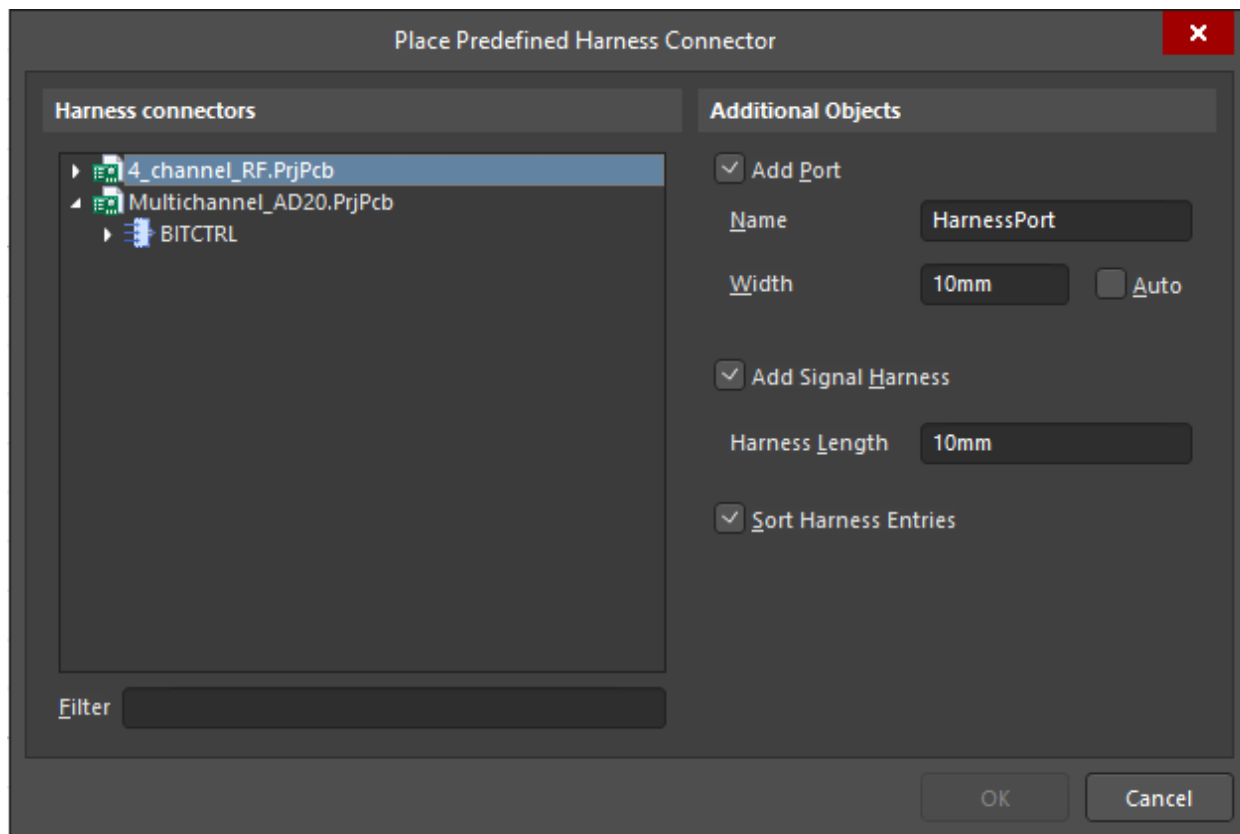 Place Predefined Harness Connector
Harness connectors
4_channel_RF.PrjPcb
Multichannel_AD20.PrjPcb
BITCTRL
Filter
Additional Objects
Add Port
Name HarnessPort
Width 10mm Auto
Add Signal Harness
Harness Length 10mm
Sort Harness Entries
OK Cancel